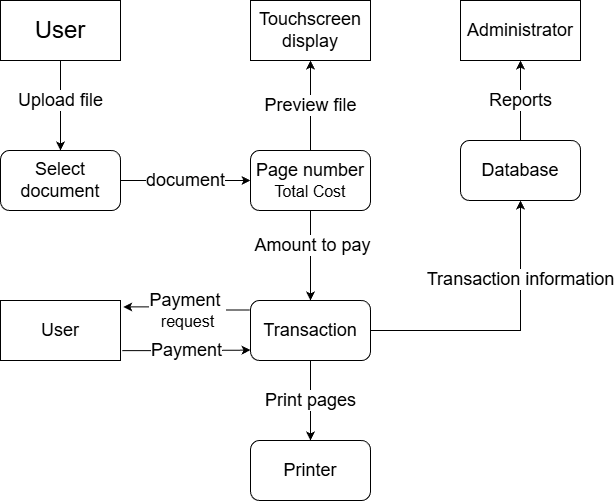 User
Touchscreen
display
Administrator
Upload file
Preview file
Reports
Select
document
document
Page number
Total Cost
Database
Amount to pay
Transaction information
Payment
request
User
Transaction
Payment
Print pages
Printer